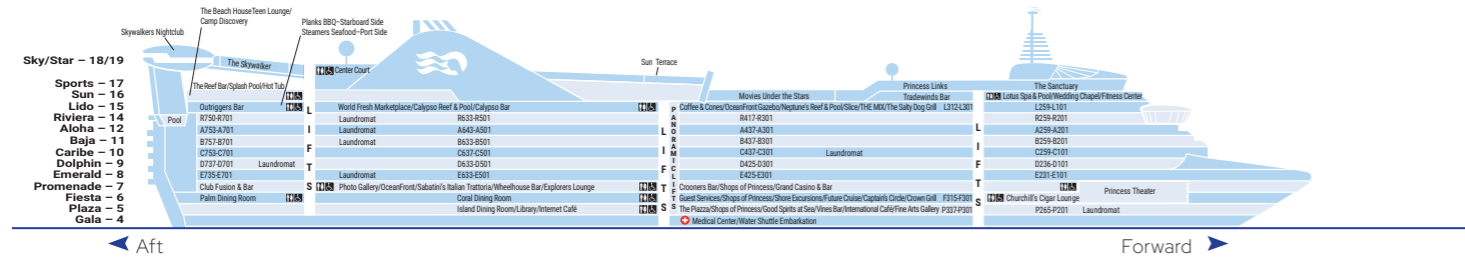 The Beach HouseTeen Lounge/
Camp Discovery
Planks BBQ–Starboard Side
Steamers Seafood–Port Side
Skywalkers Nightclub
Sky/Star – 18/19
The Skywalker
Center Court
Sun Terrace
Sports – 17
Princess Links
The Sanctuary
Sun – 16
The Reef Bar/Splash Pool/Hot Tub
Movies Under the Stars
Tradewinds Bar
Lotus Spa & Pool/Wedding Chapel/Fitness Center
Lido – 15
Outriggers Bar
World Fresh Marketplace/Calypso Reef & Pool/Calypso Bar
Coffee & Cones/OceanFront Gazebo/Neptune's Reef & Pool/Slice/THE MIX/The Salty Dog Grill L312-L301
L259-L101
Riviera – 14
Pool
R750-R701
Laundromat
R633-R501
R417-R301
R259-R201
Aloha – 12
A753-A701
Laundromat
A643-A501
A437-A301
A259-A201
Baja – 11
B757-B701
Laundromat
B633-B501
B437-B301
B259-B201
Caribe – 10
C753-C701
C637-C501
C437-C301
Laundromat
C259-C101
Dolphin – 9
D737-D701
Laundromat
D633-D501
D425-D301
D236-D101
Emerald – 8
E735-E701
Laundromat
E633-E501
E425-E301
E231-E101
Promenade – 7
Club Fusion & Bar
Photo Gallery/OceanFront/Sabatini's Italian Trattoria/Wheelhouse Bar/Explorers Lounge
Crooners Bar/Shops of Princess/Grand Casino & Bar
Princess Theater
Fiesta – 6
Palm Dining Room
Coral Dining Room
Guest Services/Shops of Princess/Shore Excursions/Future Cruise/Captain's Circle/Crown Grill F315-F301
Churchill's Cigar Lounge
Plaza – 5
Island Dining Room/Library/Internet Café
The Piazza/Shops of Princess/Good Spirits at Sea/Vines Bar/International Café/Fine Arts Gallery P337-P301
P265-P201
Laundromat
Gala – 4
Medical Center/Water Shuttle Embarkation
LIFTS
LIFTS
PANORAMIC LIFTS
LIFTS
Aft
Forward